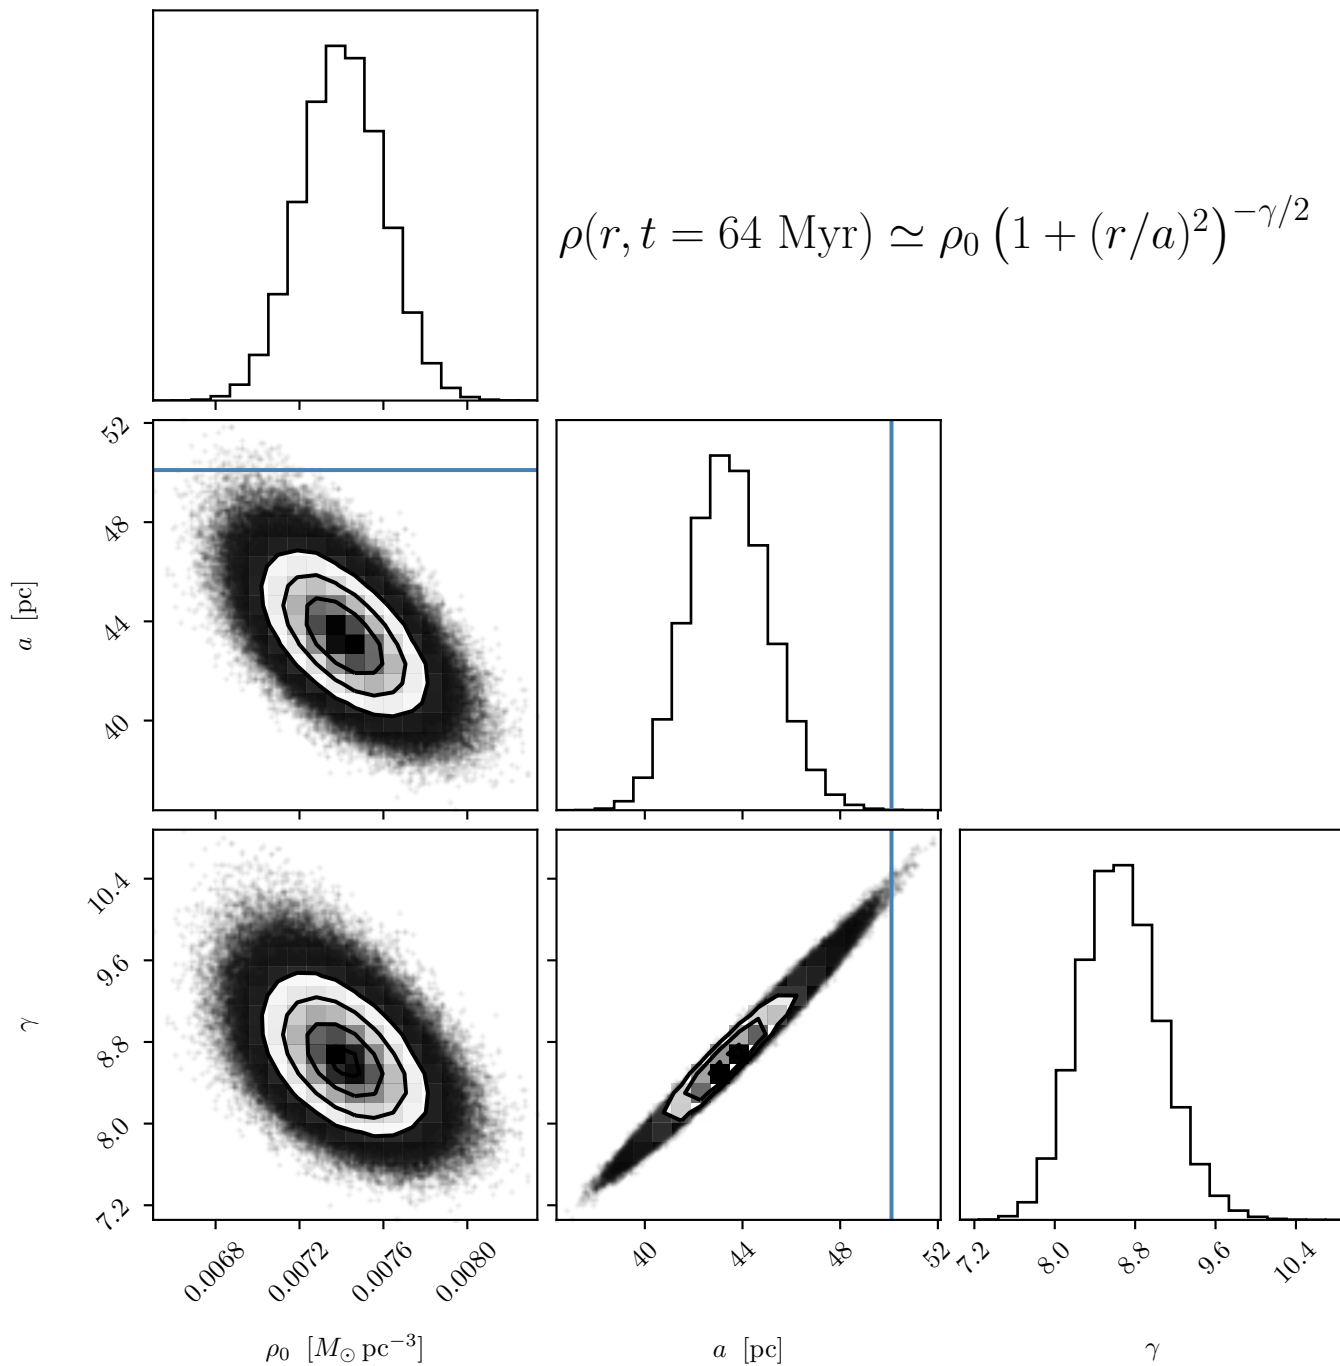 ρ(r, t = 64 Myr) ≃ ρ₀ (1 + (r/a)²)^{−γ/2}
52
48
44
40
a [pc]
10.4
9.6
8.8
8.0
7.2
γ
0.0068 0.0072 0.0076 0.0080
40 44 48 52
7.2 8.0 8.8 9.6 10.4
ρ₀ [M☉ pc⁻³]
a [pc]
γ